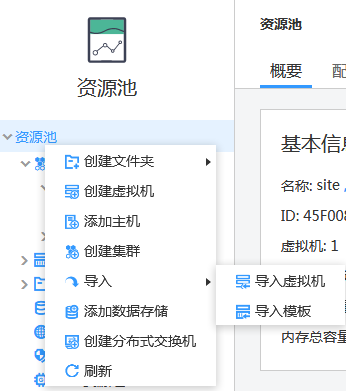 资源池
资源池
创建文件夹
创建虚拟机
添加主机
创建集群
导入
添加数据存储
创建分布式交换机
刷新
导入虚拟机
导入模板
资源池
概要
基本信
名称: site
ID: 45F00
虚拟机: 1
内存总容